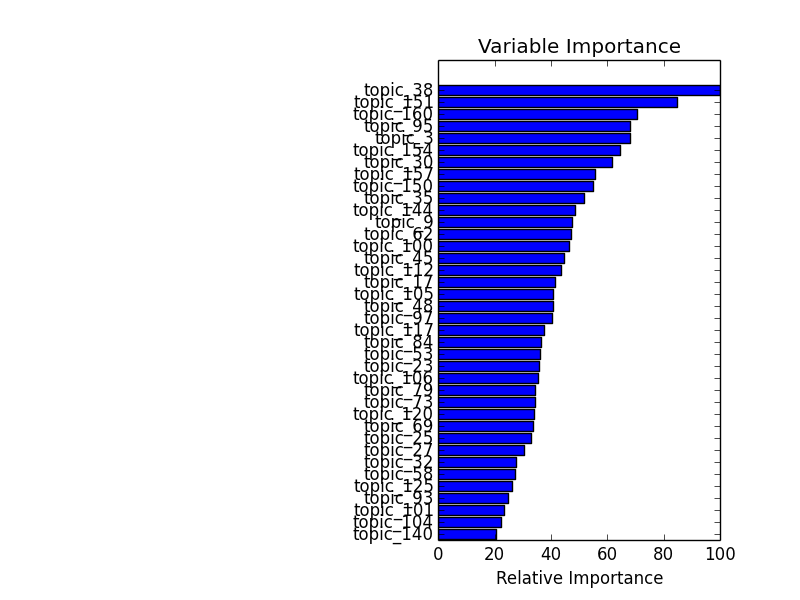 Variable Importance
topic_38
topic_151
topic_160
topic_95
topic_3
topic_154
topic_30
topic_157
topic_150
topic_35
topic_144
topic_9
topic_62
topic_100
topic_45
topic_112
topic_17
topic_105
topic_48
topic_97
topic_117
topic_84
topic_53
topic_23
topic_106
topic_79
topic_73
topic_120
topic_69
topic_25
topic_27
topic_32
topic_58
topic_125
topic_93
topic_101
topic_104
topic_140
0 20 40 60 80 100
Relative Importance